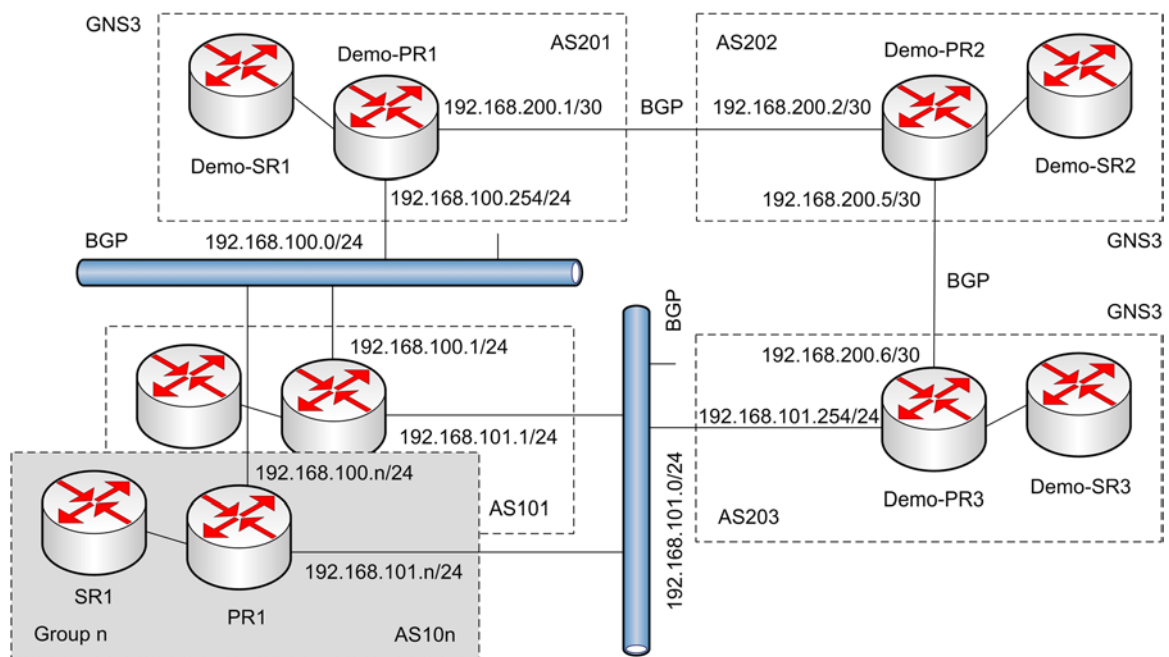 GNS3
AS201
Demo-PR1
192.168.200.1/30
Demo-SR1
192.168.100.254/24
BGP
AS202
Demo-PR2
192.168.200.2/30
Demo-SR2
192.168.200.5/30
GNS3
BGP
192.168.100.0/24
BGP
192.168.100.1/24
192.168.101.1/24
AS101
BGP
192.168.101.0/24
GNS3
192.168.200.6/30
192.168.101.254/24
Demo-PR3
Demo-SR3
AS203
192.168.100.n/24
192.168.101.n/24
SR1
PR1
Group n
AS10n